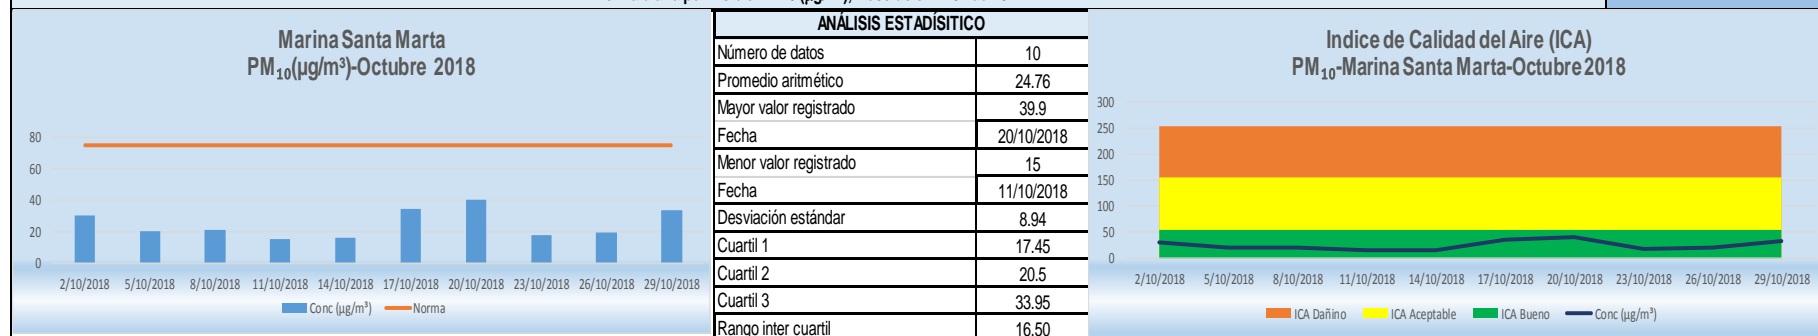 ANÁLISIS ESTADÍSITICO
Marina Santa Marta
PM₁₀(µg/m³)-Octubre 2018
80
60
40
20
0
2/10/2018 5/10/2018 8/10/2018 11/10/2018 14/10/2018 17/10/2018 20/10/2018 23/10/2018 26/10/2018 29/10/2018
Conc (µg/m³) Norma
Número de datos 10
Promedio aritmético 24.76
Mayor valor registrado 39.9
Fecha 20/10/2018
Menor valor registrado 15
Fecha 11/10/2018
Desviación estándar 8.94
Cuartil 1 17.45
Cuartil 2 20.5
Cuartil 3 33.95
Rango inter cuartil 16.50
Indice de Calidad del Aire (ICA)
PM₁₀-Marina Santa Marta-Octubre 2018
300
250
200
150
100
50
0
2/10/2018 5/10/2018 8/10/2018 11/10/2018 14/10/2018 17/10/2018 20/10/2018 23/10/2018 26/10/2018 29/10/2018
ICA Dañino ICA Aceptable ICA Bueno Conc (µg/m³)